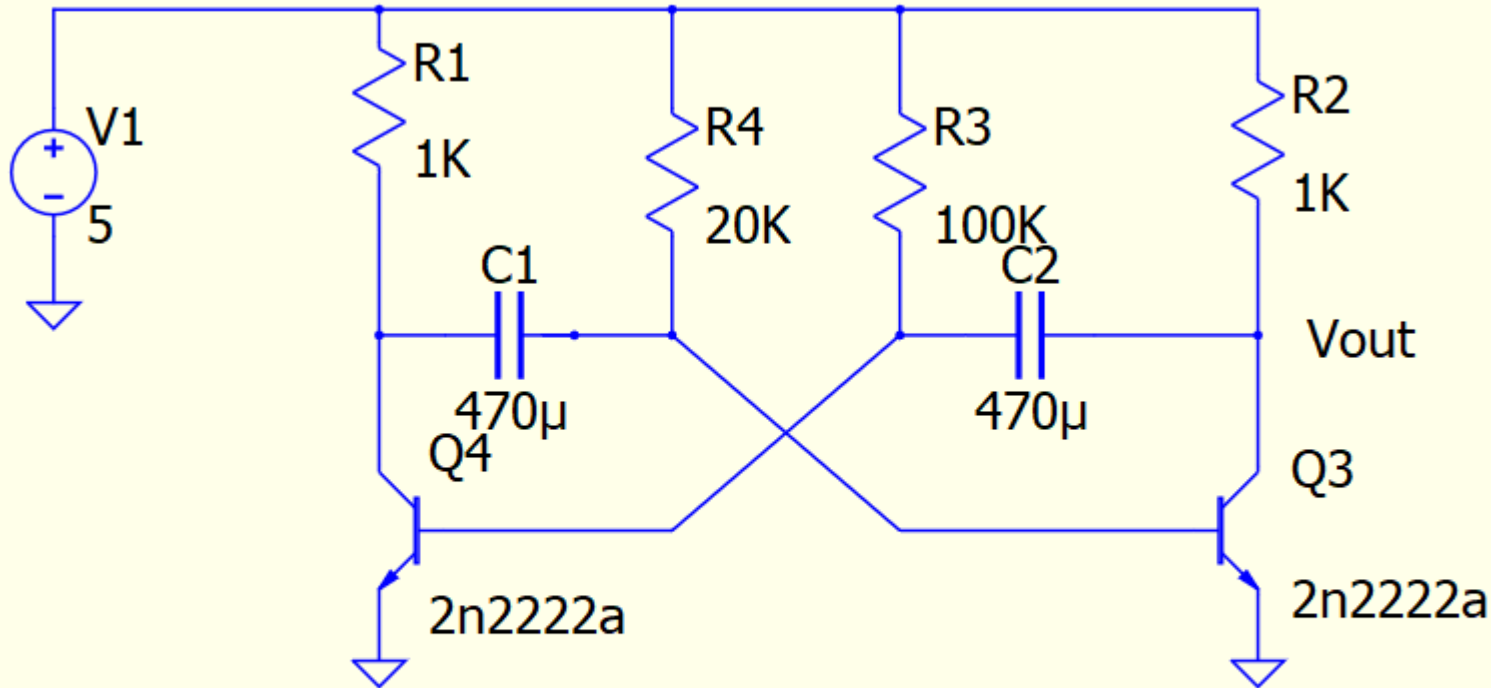 V1
+
−
5
R1
1K
R4
20K
R3
100K
R2
1K
C1
470µ
C2
470µ
Vout
Q4
2n2222a
Q3
2n2222a